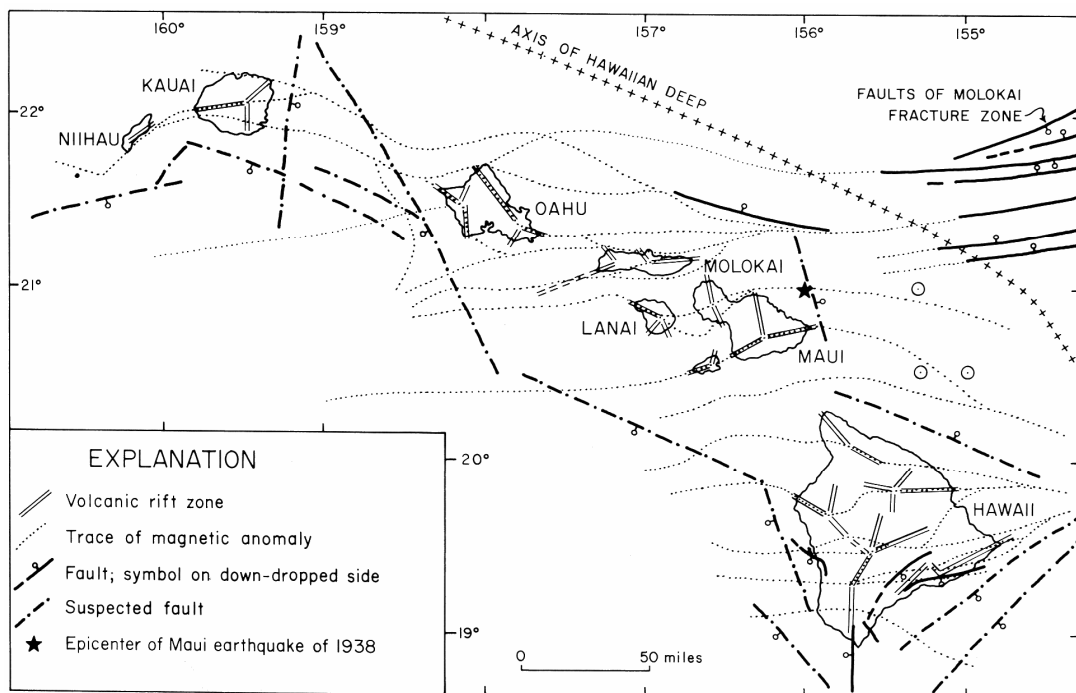 160°
159°
157°
156°
155°
AXIS OF HAWAIIAN DEEP
KAUAI
22°
NIIHAU
FAULTS OF MOLOKAI
FRACTURE ZONE
OAHU
21°
MOLOKAI
LANAI
MAUI
20°
HAWAII
19°
EXPLANATION
Volcanic rift zone
Trace of magnetic anomaly
Fault; symbol on down-dropped side
Suspected fault
Epicenter of Maui earthquake of 1938
0
50 miles